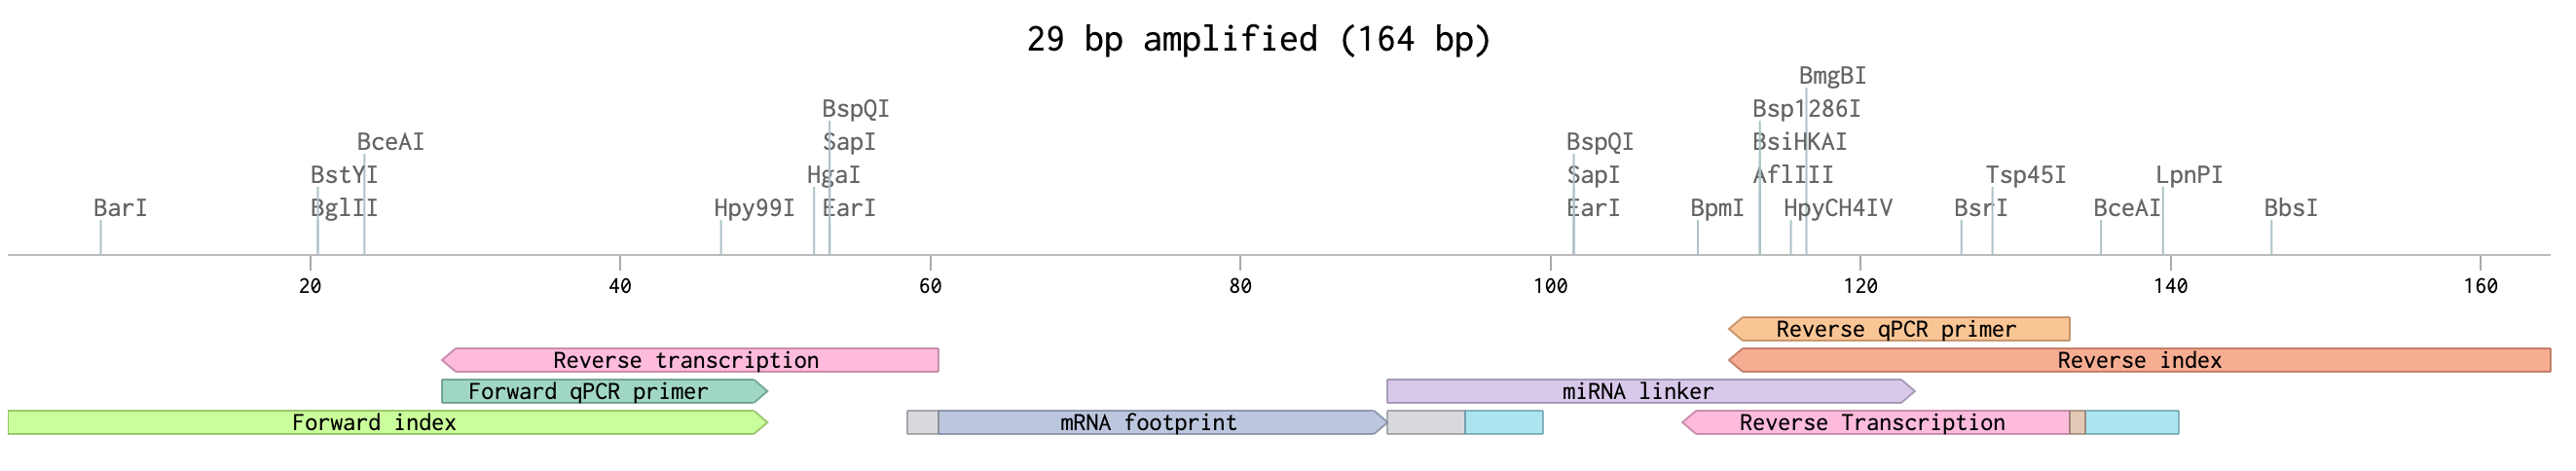 29 bp amplified (164 bp)
BmgBI
BspQI Bsp1286I
BceAI SapI BspQI BsiHKAI
BstYI HgaI SapI AflIII Tsp45I LpnPI
BarI BglII Hpy99I EarI EarI BpmI HpyCH4IV BsrI BceAI BbsI
20 40 60 80 100 120 140 160
Reverse qPCR primer
Reverse transcription Reverse index
Forward qPCR primer miRNA linker
Forward index mRNA footprint Reverse Transcription